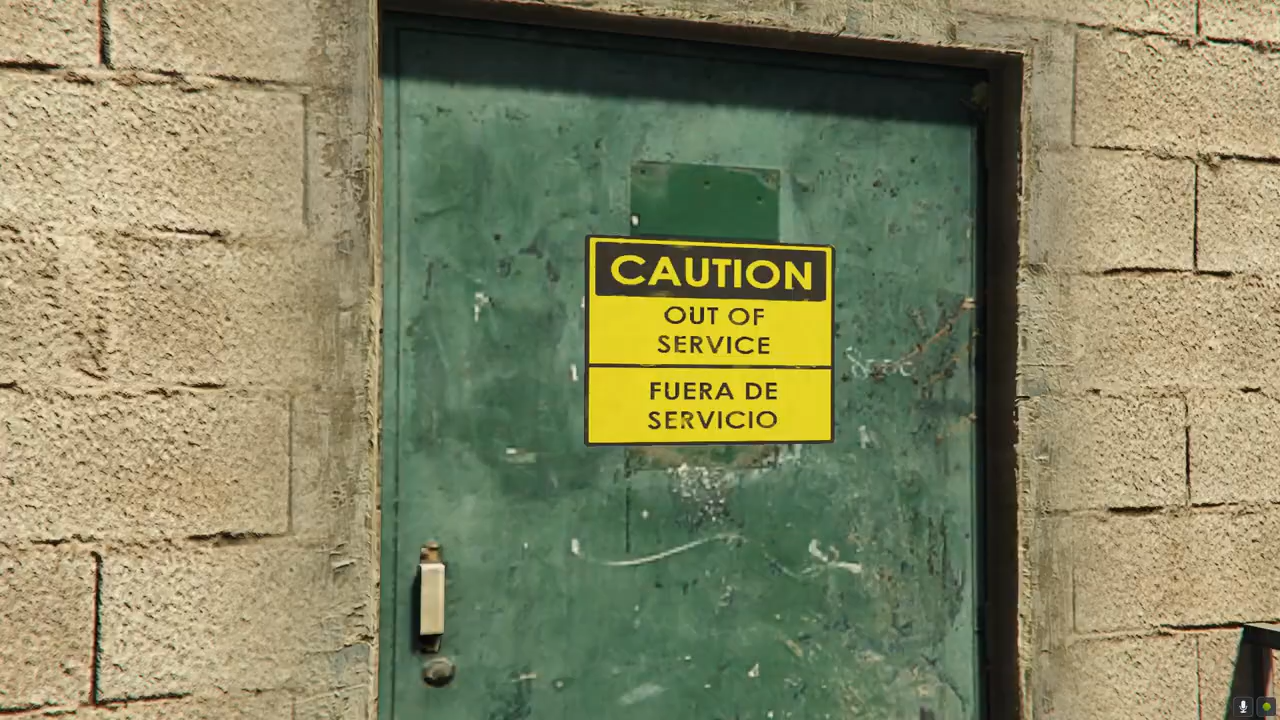 CAUTION
OUT OF
SERVICE
FUERA DE
SERVICIO